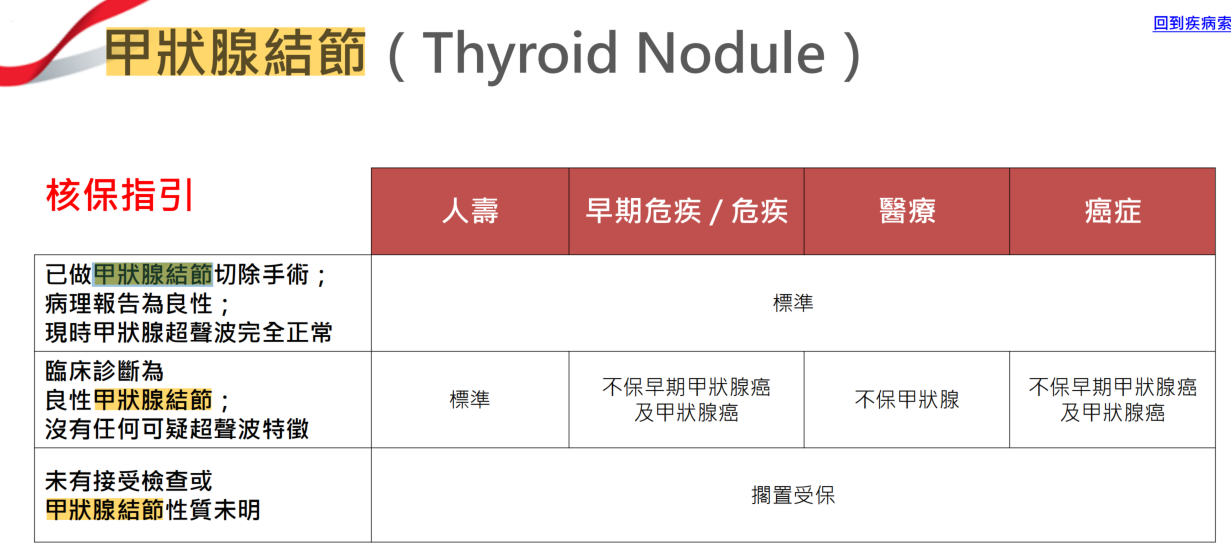 回到疾病索
甲狀腺結節（Thyroid Nodule）
核保指引
人壽
早期危疾 / 危疾
醫療
癌症
已做甲狀腺結節切除手術；
病理報告為良性；
現時甲狀腺超聲波完全正常
標準
臨床診斷為
良性甲狀腺結節；
沒有任何可疑超聲波特徵
標準
不保早期甲狀腺癌
及甲狀腺癌
不保甲狀腺
不保早期甲狀腺癌
及甲狀腺癌
未有接受檢查或
甲狀腺結節性質未明
擱置受保